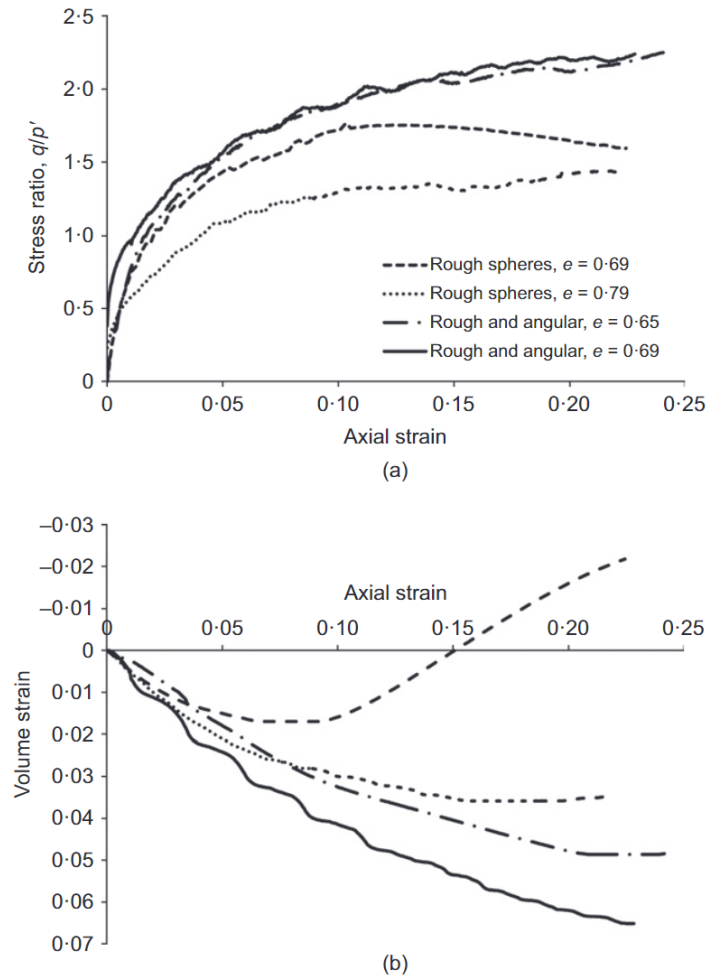 2·5
2·0
1·5
1·0
0·5
0
Stress ratio, q/p′
Rough spheres, e = 0·69
Rough spheres, e = 0·79
Rough and angular, e = 0·65
Rough and angular, e = 0·69
0 0·05 0·10 0·15 0·20 0·25
Axial strain
(a)
–0·03
–0·02
–0·01
0
0·01
0·02
0·03
0·04
0·05
0·06
0·07
Volume strain
Axial strain
0 0·05 0·10 0·15 0·20 0·25
(b)